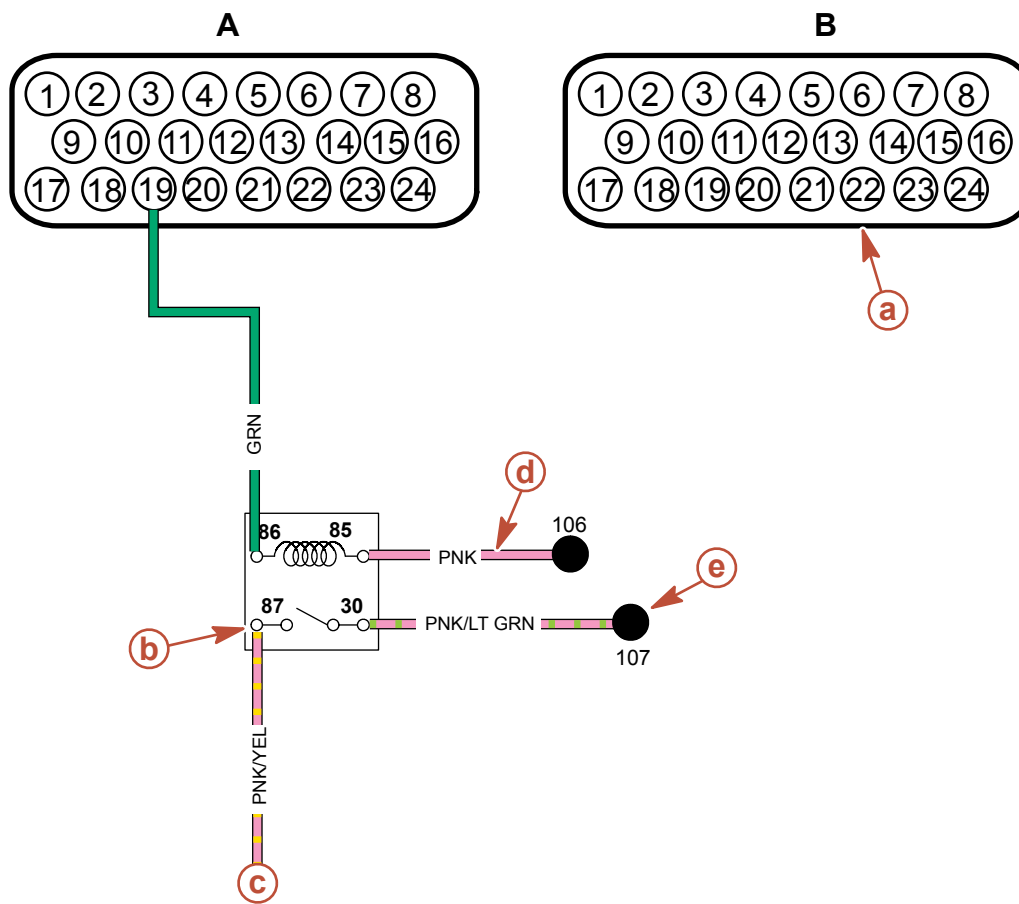 A B
1 2 3 4 5 6 7 8 1 2 3 4 5 6 7 8
9 10 11 12 13 14 15 16 9 10 11 12 13 14 15 16
17 18 19 20 21 22 23 24 17 18 19 20 21 22 23 24
a
GRN
d
106
86 85
PNK
e
87 30
PNK/LT GRN
b
107
PNK/YEL
c